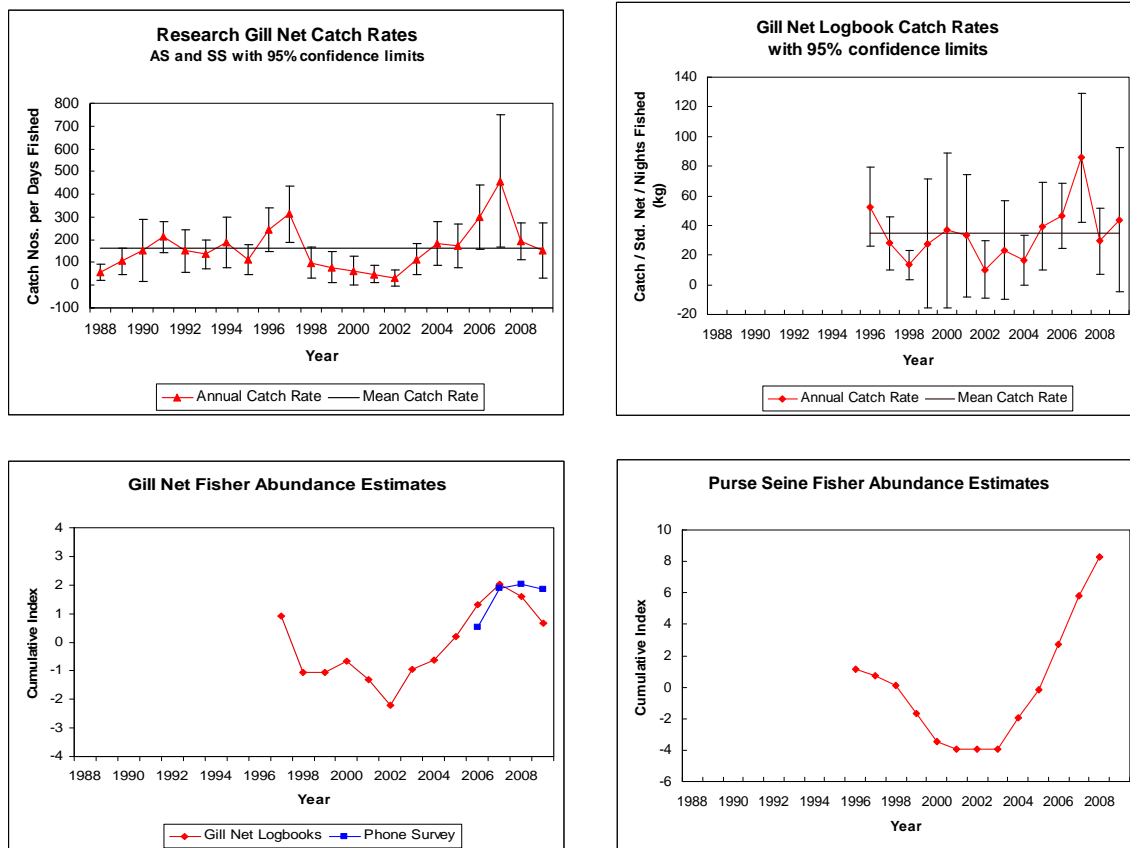 Research Gill Net Catch Rates
AS and SS with 95% confidence limits
Catch Nos. per Days Fished
800
700
600
500
400
300
200
100
0
-100
1988 1990 1992 1994 1996 1998 2000 2002 2004 2006 2008
Year
Annual Catch Rate Mean Catch Rate
Gill Net Logbook Catch Rates
with 95% confidence limits
Catch / Std. Net / Nights Fished
(kg)
140
120
100
80
60
40
20
0
-20
1988 1990 1992 1994 1996 1998 2000 2002 2004 2006 2008
Year
Annual Catch Rate Mean Catch Rate
Gill Net Fisher Abundance Estimates
Cumulative Index
4
3
2
1
0
-1
-2
-3
-4
1988 1990 1992 1994 1996 1998 2000 2002 2004 2006 2008
Year
Gill Net Logbooks Phone Survey
Purse Seine Fisher Abundance Estimates
Cumulative Index
10
8
6
4
2
0
-2
-4
-6
1988 1990 1992 1994 1996 1998 2000 2002 2004 2006 2008
Year